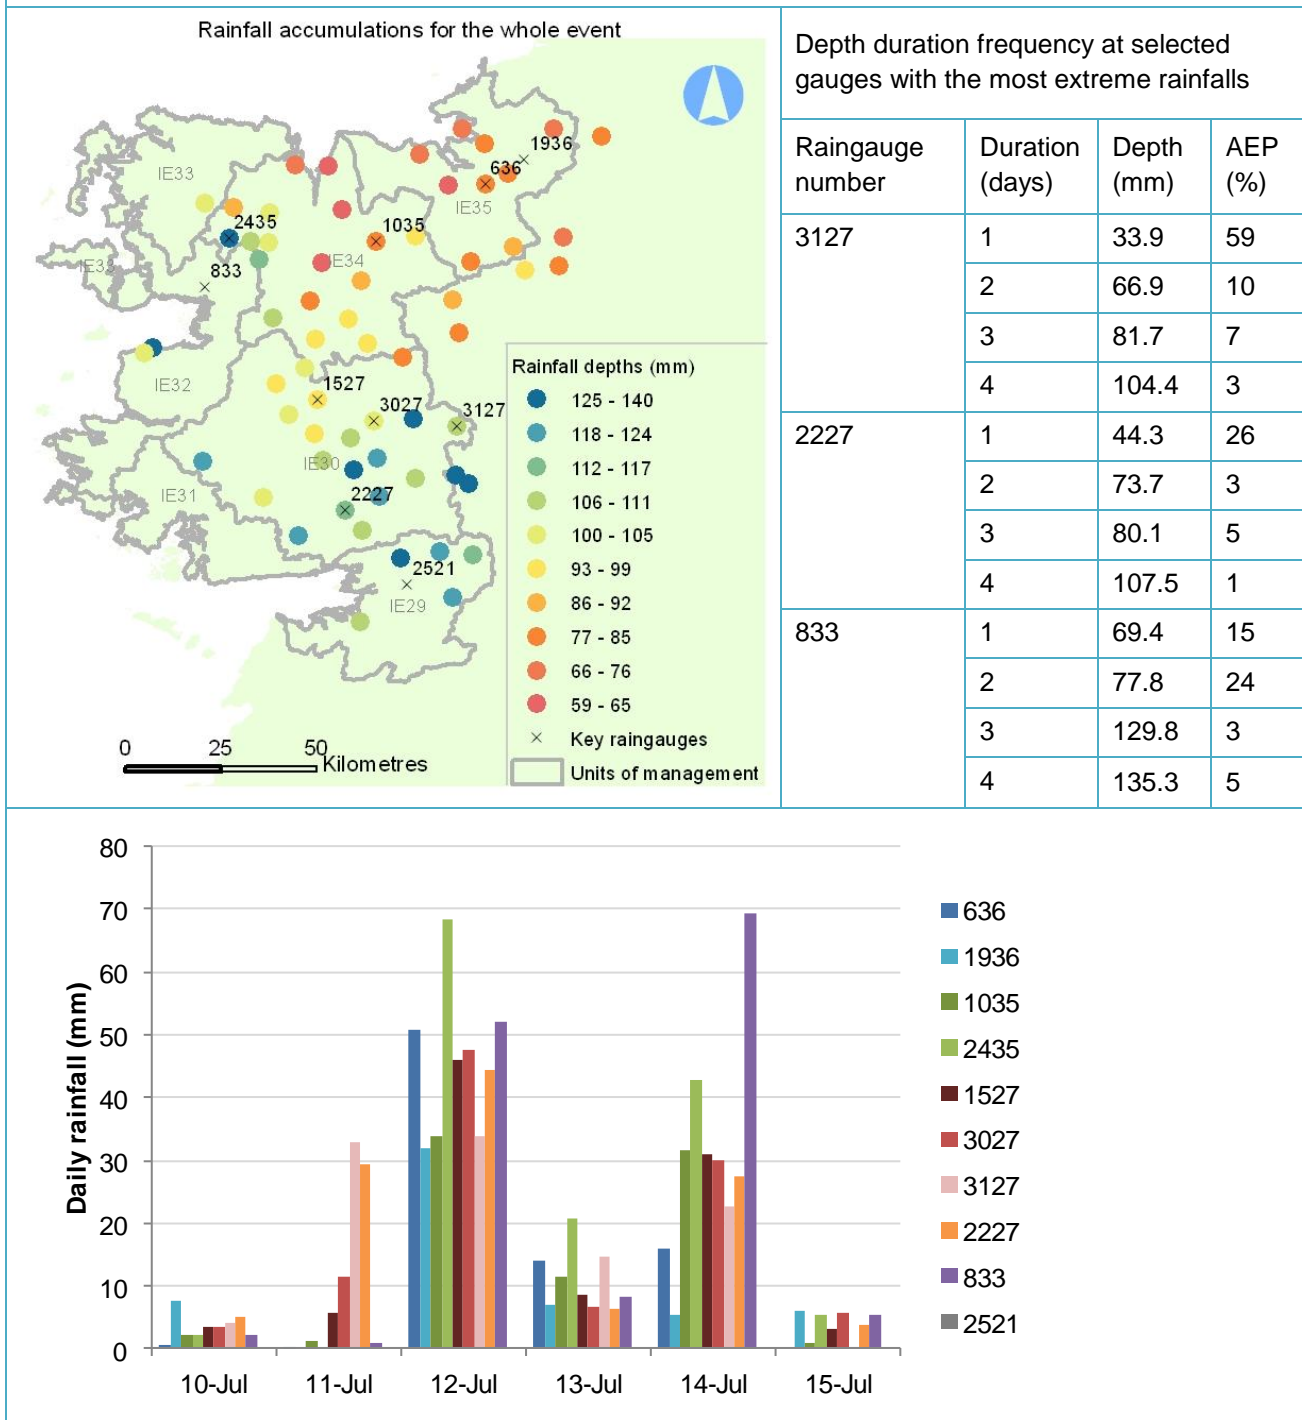 Rainfall accumulations for the whole event
1936
636
IE33
IE35
2435
1035
IE34
833
IE33
IE32
1527
3027
3127
IE30
IE31
2227
2521
IE29
Rainfall depths (mm)
125 - 140
118 - 124
112 - 117
106 - 111
100 - 105
93 - 99
86 - 92
77 - 85
66 - 76
59 - 65
Key raingauges
Units of management
0 25 50
Kilometres
Depth duration frequency at selected
gauges with the most extreme rainfalls
Raingauge number Duration (days) Depth (mm) AEP (%)
3127 1 33.9 59
2 66.9 10
3 81.7 7
4 104.4 3
2227 1 44.3 26
2 73.7 3
3 80.1 5
4 107.5 1
833 1 69.4 15
2 77.8 24
3 129.8 3
4 135.3 5
Daily rainfall (mm)
80
70
60
50
40
30
20
10
0
10-Jul 11-Jul 12-Jul 13-Jul 14-Jul 15-Jul
636
1936
1035
2435
1527
3027
3127
2227
833
2521